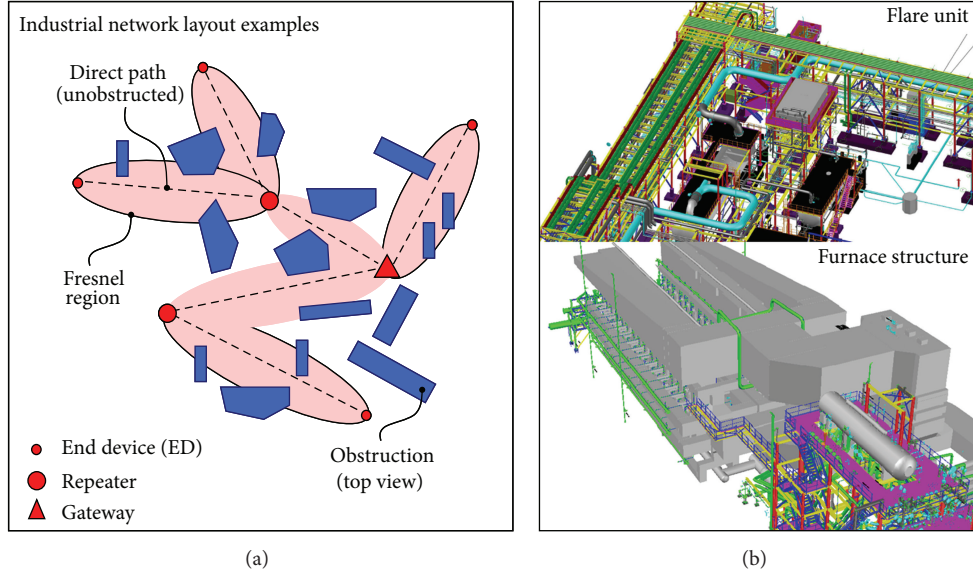 Industrial network layout examples
Direct path
(unobstructed)
Fresnel
region
End device (ED)
Repeater
Gateway
Obstruction
(top view)
(a)
Flare unit
Furnace structure
(b)